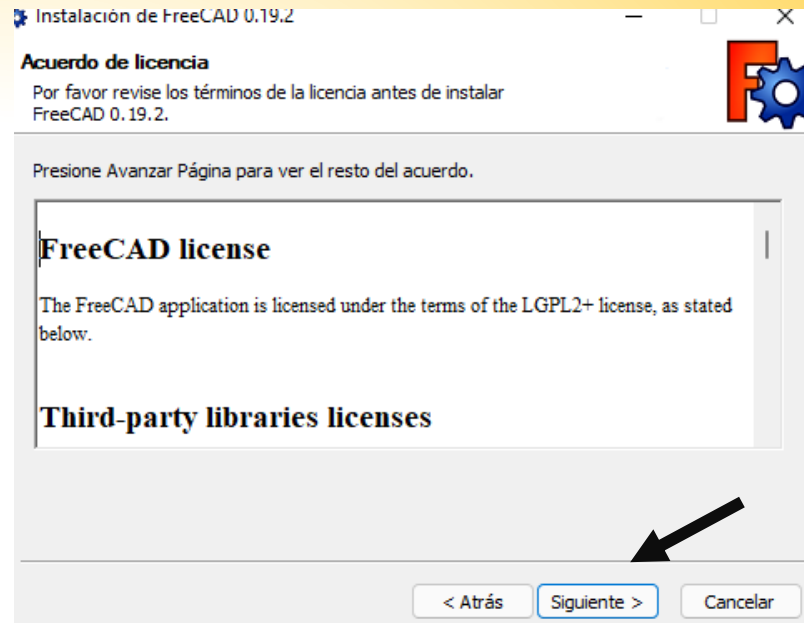 Instalación de FreeCAD 0.19.2
Acuerdo de licencia
Por favor revise los términos de la licencia antes de instalar
FreeCAD 0.19.2.
Presione Avanzar Página para ver el resto del acuerdo.
FreeCAD license
The FreeCAD application is licensed under the terms of the LGPL2+ license, as stated
below.
Third-party libraries licenses
< Atrás Siguiente > Cancelar